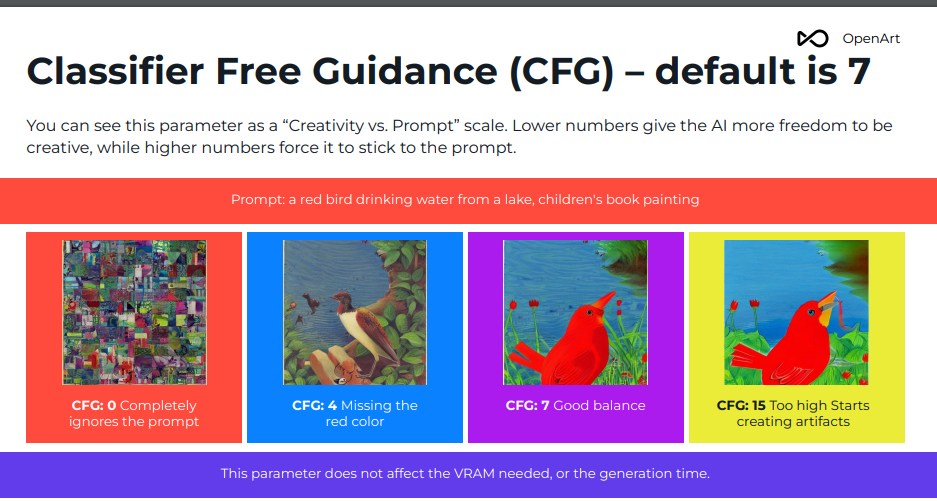 OpenArt
Classifier Free Guidance (CFG) – default is 7
You can see this parameter as a “Creativity vs. Prompt” scale. Lower numbers give the AI more freedom to be
creative, while higher numbers force it to stick to the prompt.
Prompt: a red bird drinking water from a lake, children's book painting
CFG: 0 Completely
ignores the prompt
CFG: 4 Missing the
red color
CFG: 7 Good balance
CFG: 15 Too high Starts
creating artifacts
This parameter does not affect the VRAM needed, or the generation time.